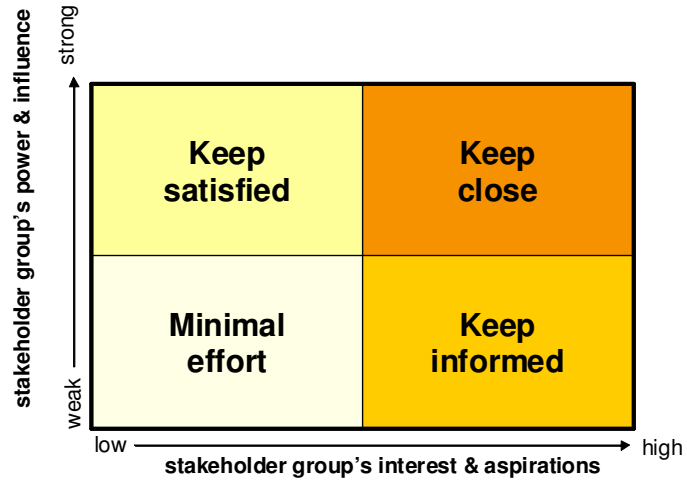 strong
stakeholder group's power & influence
weak
Keep
satisfied
Keep
close
Minimal
effort
Keep
informed
low
high
stakeholder group's interest & aspirations